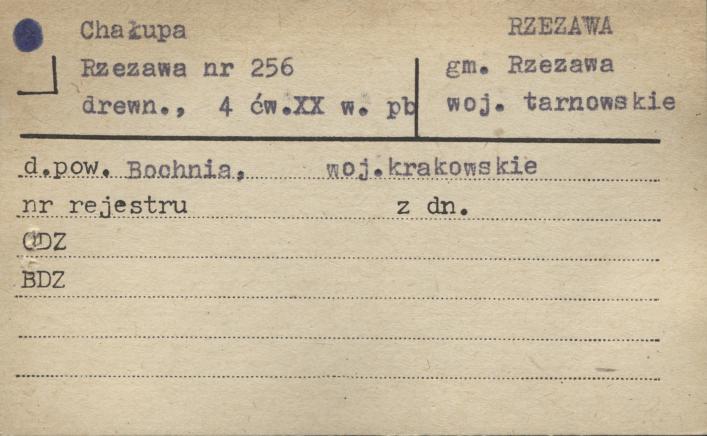 Chałupa RZEZAWA
Rzezawa nr 256 gm. Rzezawa
drewn., 4 ćw.XX w. pb woj. tarnowskie
d.pow. Bochnia, woj.krakowskie
nr rejestru z dn.
ODZ
BDZ